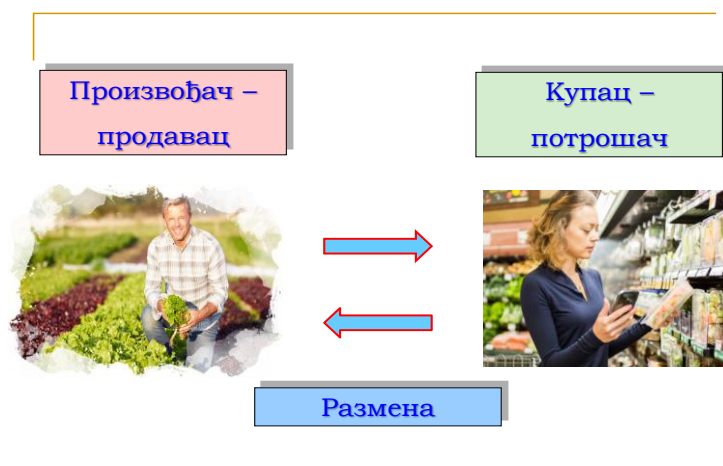 Произвођач –
продавац
Купац –
потрошач
Размена